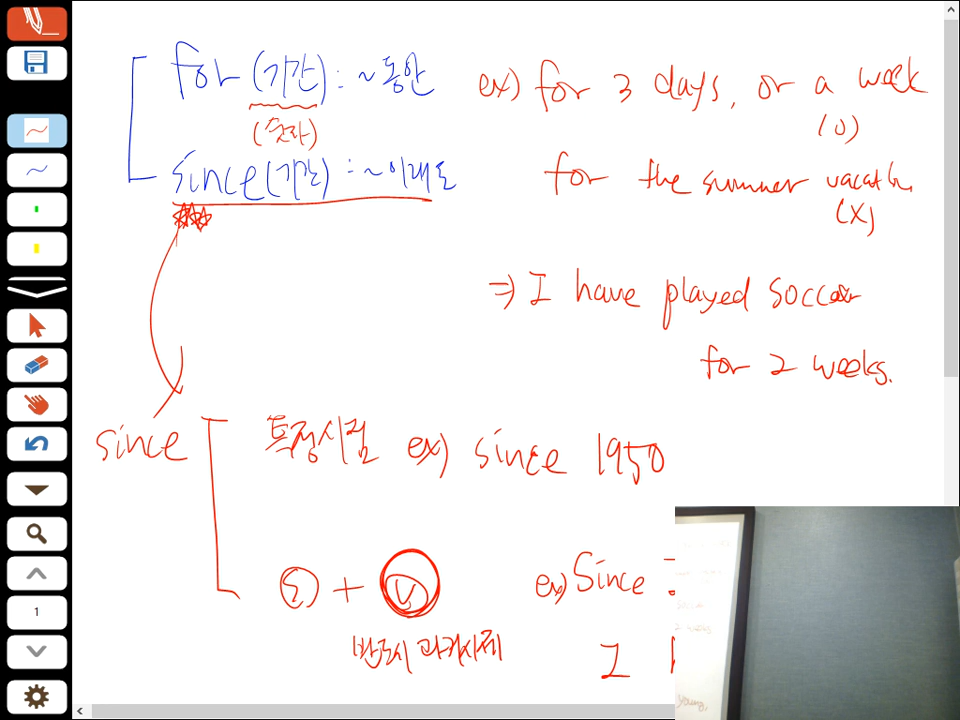 for (기간) : ~동안
(숫자)
since (기간) : ~이래로
ex) for 3 days, or a week
(o)
for the summer vacation
(X)
⇒ I have played soccer
for 2 weeks.
since
특정시점 ex) since 1950
S + V
반드시 과거시제
ex) Since
I
1
young,